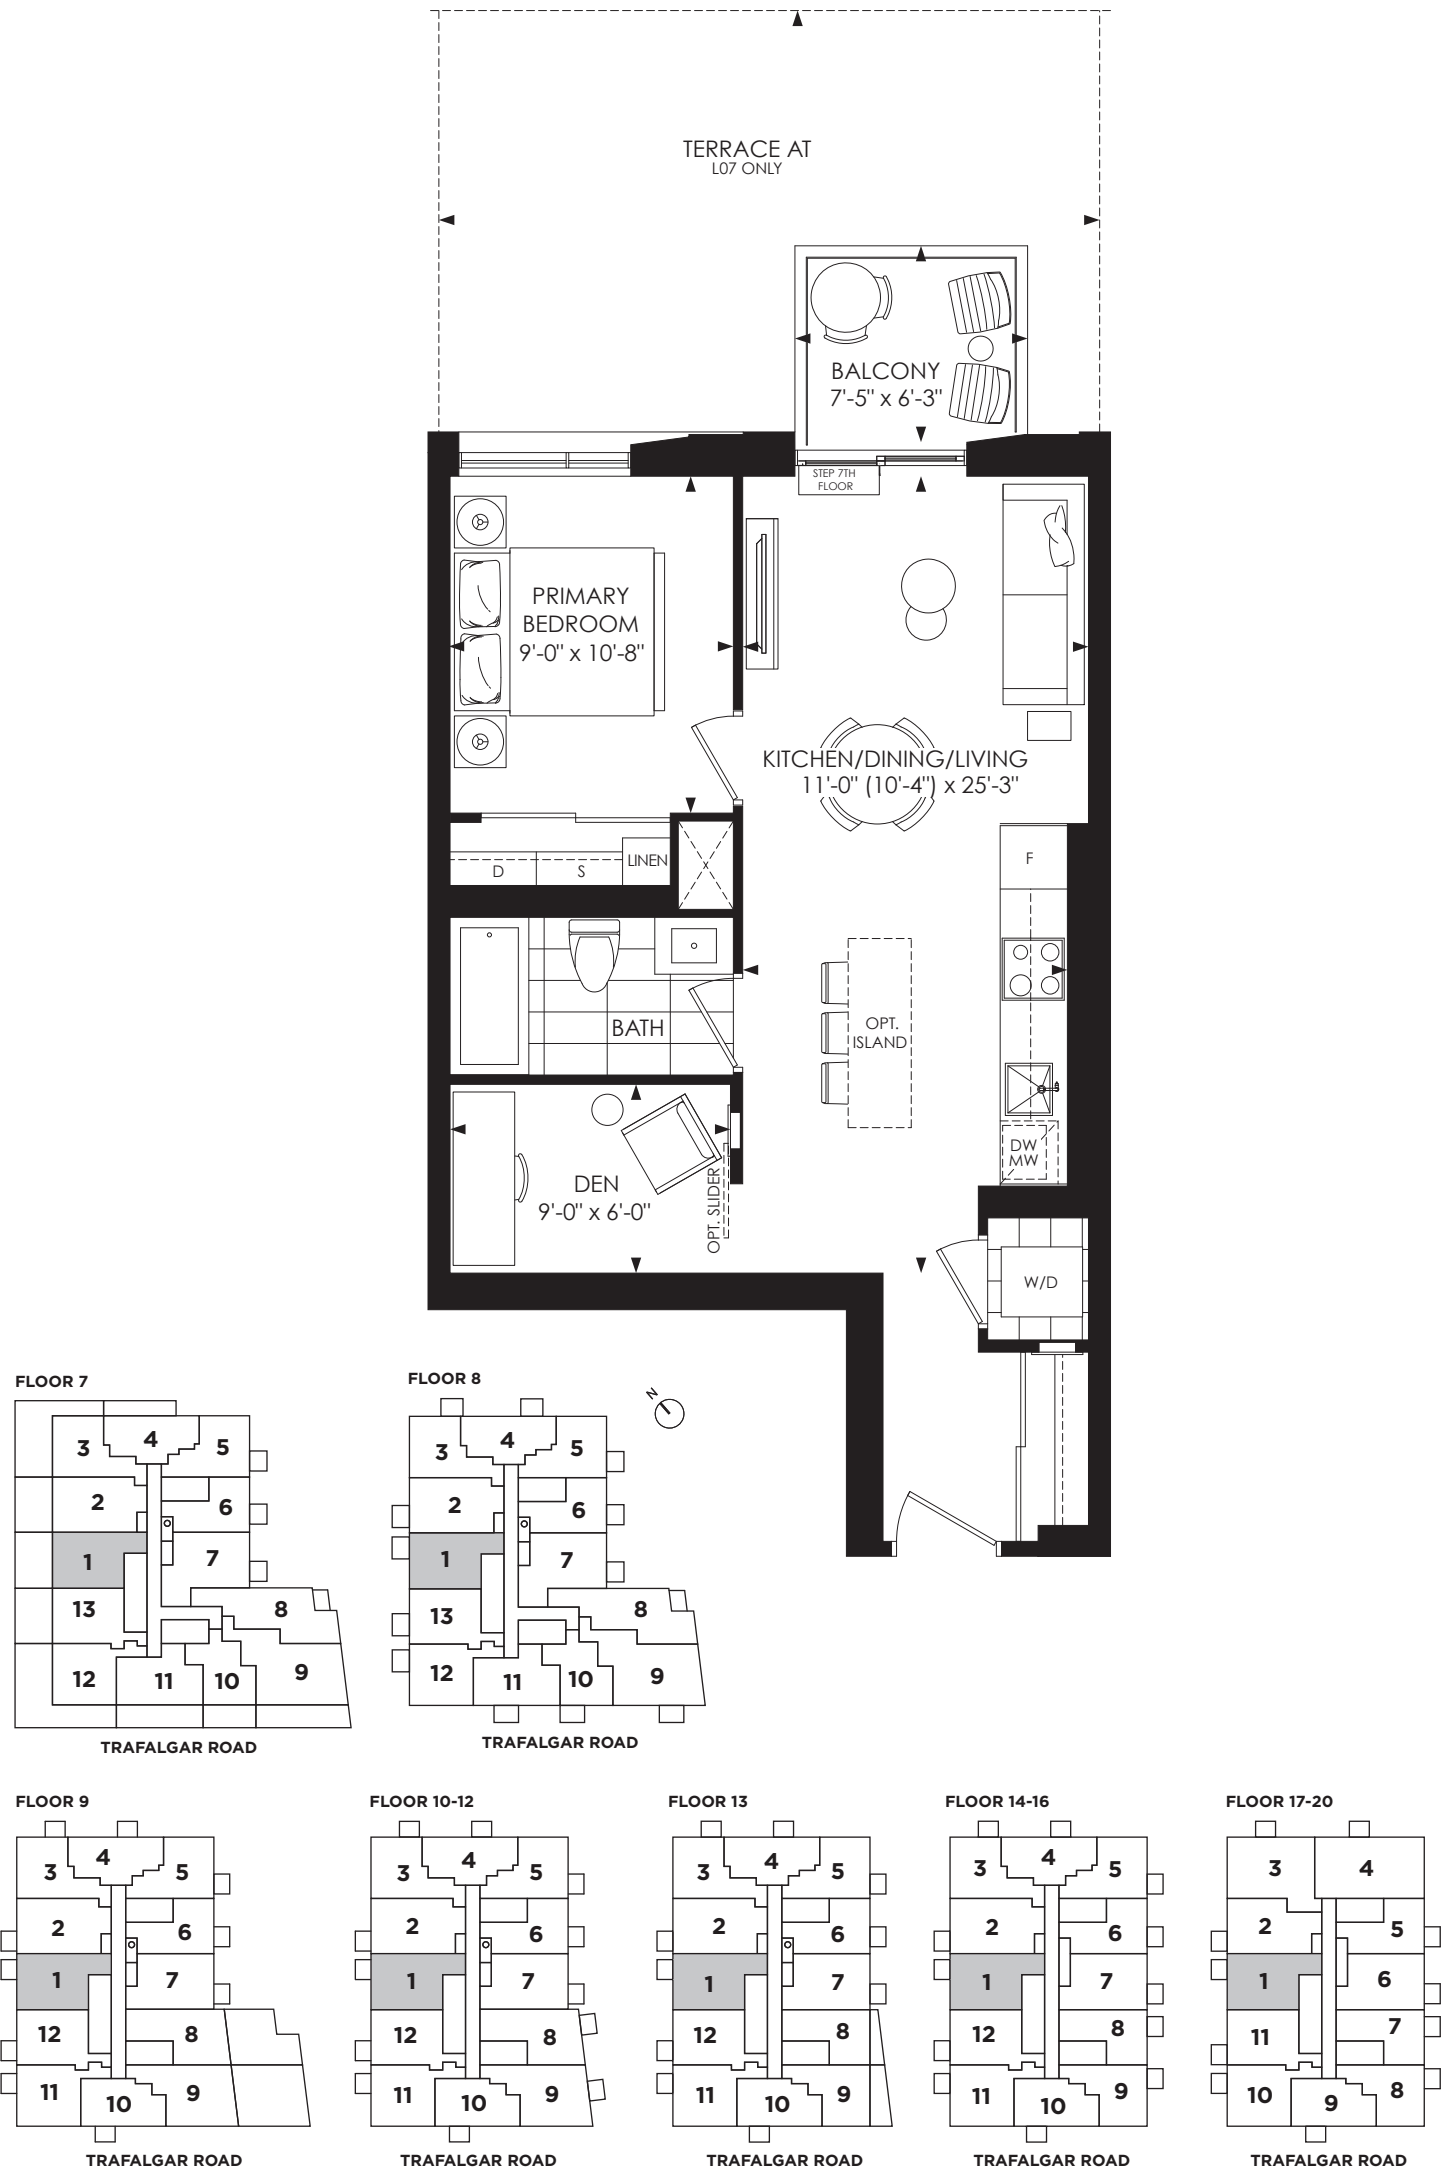 TERRACE AT
L07 ONLY
BALCONY
7'-5" x 6'-3"
STEP 7TH
FLOOR
PRIMARY
BEDROOM
9'-0" x 10'-8"
KITCHEN/DINING/LIVING
11'-0" (10'-4") x 25'-3"
LINEN
D
S
F
BATH
OPT.
ISLAND
DW
MW
DEN
9'-0" x 6'-0"
OPT. SLIDER
W/D
FLOOR 7
3
4
5
2
6
1
7
13
8
12
11
10
9
TRAFALGAR ROAD
FLOOR 8
3
4
5
2
6
1
7
13
8
12
11
10
9
TRAFALGAR ROAD
N
FLOOR 9
3
4
5
2
6
1
7
12
8
11
10
9
TRAFALGAR ROAD
FLOOR 10-12
3
4
5
2
6
1
7
12
8
11
10
9
TRAFALGAR ROAD
FLOOR 13
3
4
5
2
6
1
7
12
8
11
10
9
TRAFALGAR ROAD
FLOOR 14-16
3
4
5
2
6
1
7
12
8
11
10
9
TRAFALGAR ROAD
FLOOR 17-20
3
4
2
5
1
6
11
7
10
9
8
TRAFALGAR ROAD